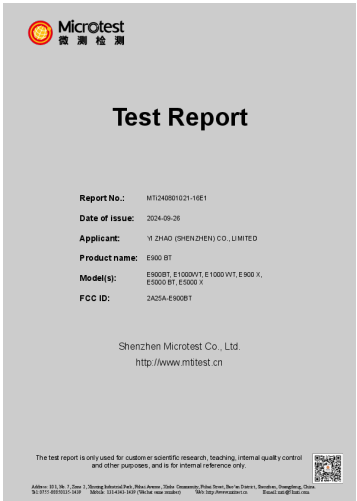 Microtest
微测检测
Test Report
Report No.: MTi240801021-16E1
Date of issue: 2024-09-26
Applicant: YI ZHAO (SHENZHEN) CO., LIMITED
Product name: E900 BT
Model(s): E900BT, E1000WT, E1000 WT, E900 X,
E5000 BT, E5000 X
FCC ID: 2A25A-E900BT
Shenzhen Microtest Co., Ltd.
http://www.mtitest.cn
The test report is only used for customer scientific research, teaching, internal quality control
and other purposes, and is for internal reference only.